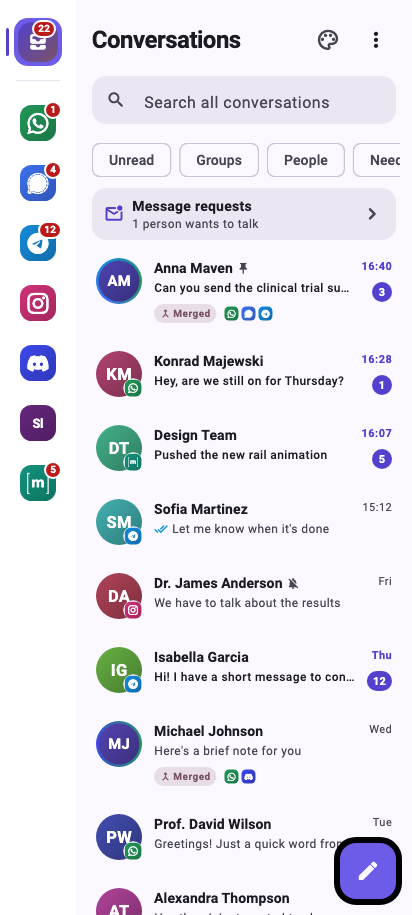 22
Conversations
1
Search all conversations
4
Unread
Groups
People
Need
Message requests
1 person wants to talk
12
Anna Maven
16:40
AM
Can you send the clinical trial su...
3
Merged
Konrad Majewski
16:28
KM
Hey, are we still on for Thursday?
1
SI
Design Team
16:07
DT
Pushed the new rail animation
5
[m]
5
[m]
Sofia Martinez
15:12
SM
Let me know when it's done
Dr. James Anderson
Fri
DA
We have to talk about the results
Isabella Garcia
Thu
IG
Hi! I have a short message to con...
12
Michael Johnson
Wed
MJ
Here's a brief note for you
Merged
Prof. David Wilson
Tue
PW
Greetings! Just a quick word from
Alexandra Thompson
AT